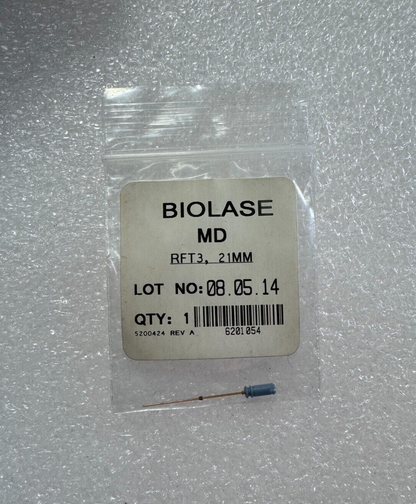 BIOLASE
MD
RFT3, 21MM
LOT NO: 08.05.14
QTY: 1
5200424 REV A 6201054